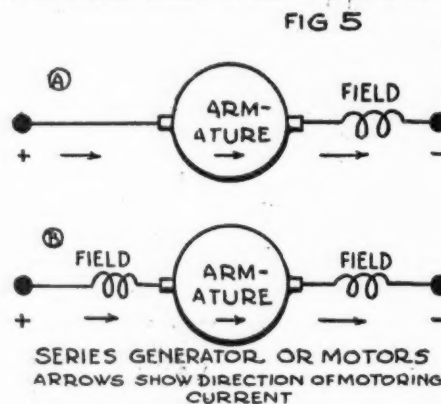 FIG 5
A
ARM-
ATURE
FIELD
+
-
B
FIELD
ARM-
ATURE
FIELD
+
-
SERIES GENERATOR OR MOTORS
ARROWS SHOW DIRECTION OF MOTORING
CURRENT